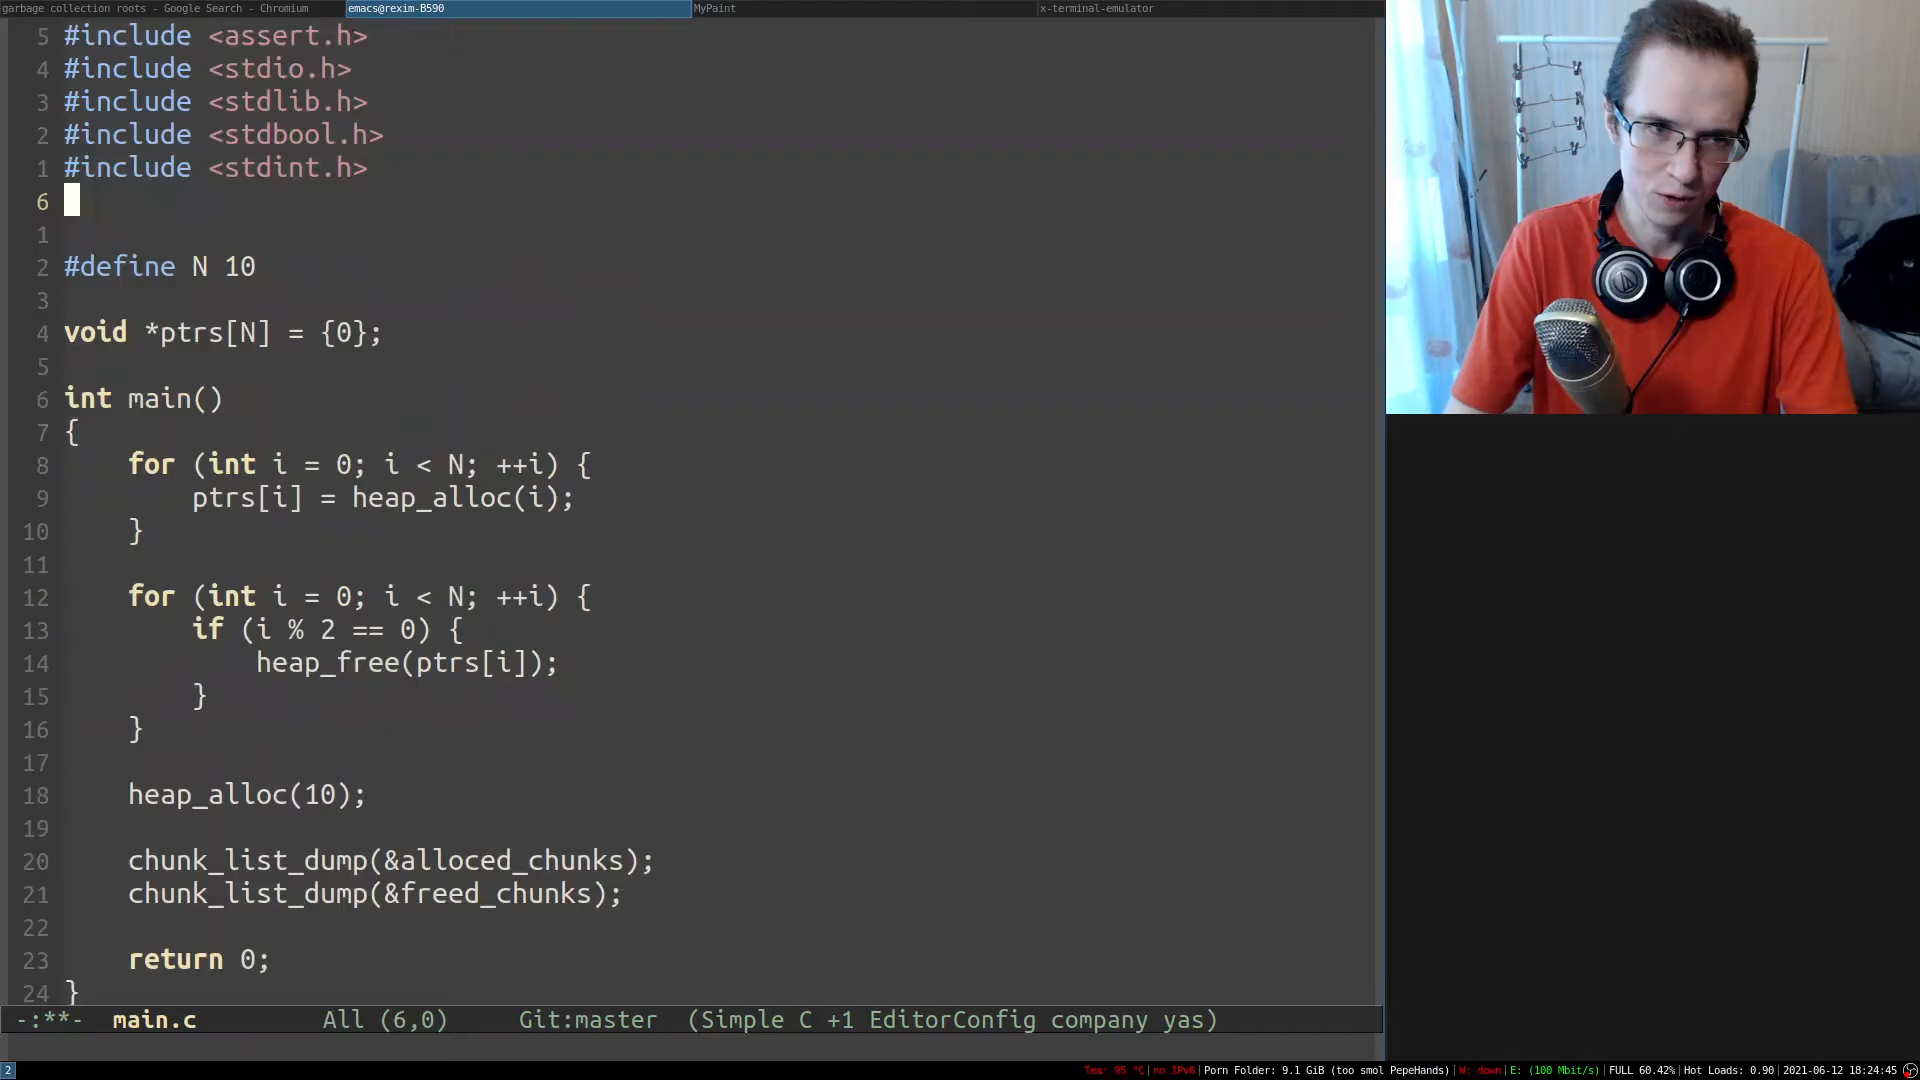 garbage collection roots - Google Search - Chromium
emacs@rexim-B590
MyPaint
x-terminal-emulator
5 #include <assert.h>
4 #include <stdio.h>
3 #include <stdlib.h>
2 #include <stdbool.h>
1 #include <stdint.h>
6
1
2 #define N 10
3
4 void *ptrs[N] = {0};
5
6 int main()
7 {
8     for (int i = 0; i < N; ++i) {
9         ptrs[i] = heap_alloc(i);
10     }
11
12     for (int i = 0; i < N; ++i) {
13         if (i % 2 == 0) {
14             heap_free(ptrs[i]);
15         }
16     }
17
18     heap_alloc(10);
19
20     chunk_list_dump(&alloced_chunks);
21     chunk_list_dump(&freed_chunks);
22
23     return 0;
24 }
-:**-  main.c        All (6,0)     Git:master  (Simple C +1 EditorConfig company yas)
2
Tea: 95 °C|no IPv6|Porn Folder: 9.1 GiB (too smol PepeHands)|W: down|E: (100 Mbit/s)|FULL 60.42%|Hot Loads: 0.90|2021-06-12 18:24:45